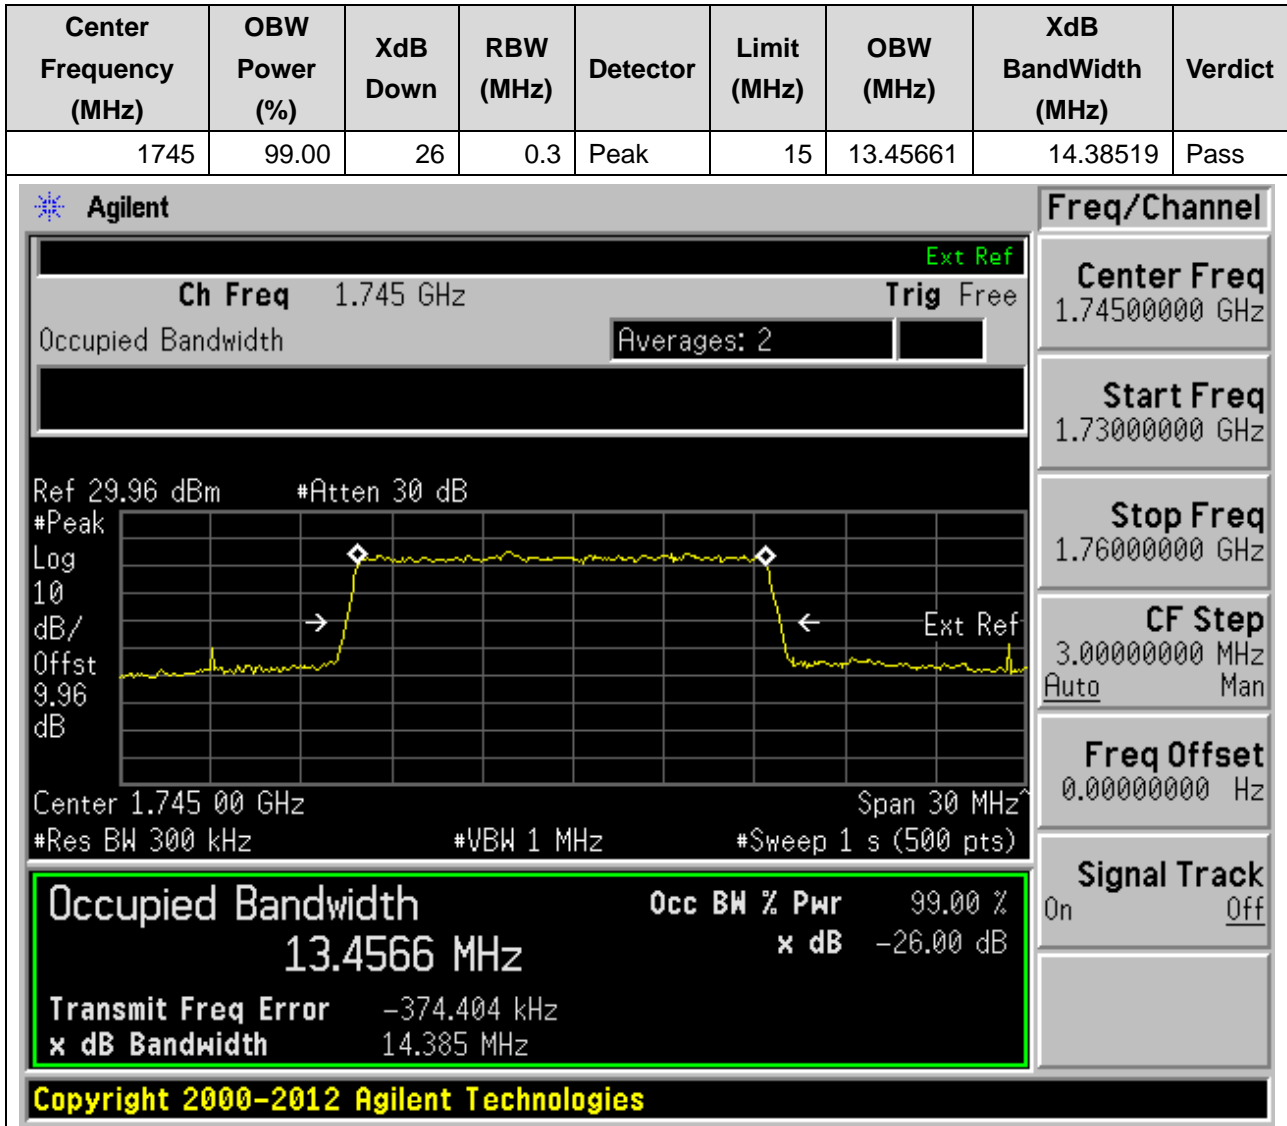 Center Frequency (MHz) OBW Power (%) XdB Down RBW (MHz) Detector Limit (MHz) OBW (MHz) XdB BandWidth (MHz) Verdict
1745 99.00 26 0.3 Peak 15 13.45661 14.38519 Pass
Agilent
Freq/Channel
Ext Ref
Ch Freq 1.745 GHz Trig Free
Occupied Bandwidth Averages: 2
Center Freq
1.74500000 GHz
Start Freq
1.73000000 GHz
Stop Freq
1.76000000 GHz
CF Step
3.00000000 MHz
Auto Man
Freq Offset
0.00000000 Hz
Signal Track
On Off
Ref 29.96 dBm #Atten 30 dB
#Peak
Log
10
dB/
Offst
9.96
dB
Ext Ref
Center 1.745 00 GHz Span 30 MHz^
#Res BW 300 kHz #VBW 1 MHz #Sweep 1 s (500 pts)
Occupied Bandwidth
13.4566 MHz
Occ BW % Pwr 99.00 %
x dB -26.00 dB
Transmit Freq Error -374.404 kHz
x dB Bandwidth 14.385 MHz
Copyright 2000-2012 Agilent Technologies